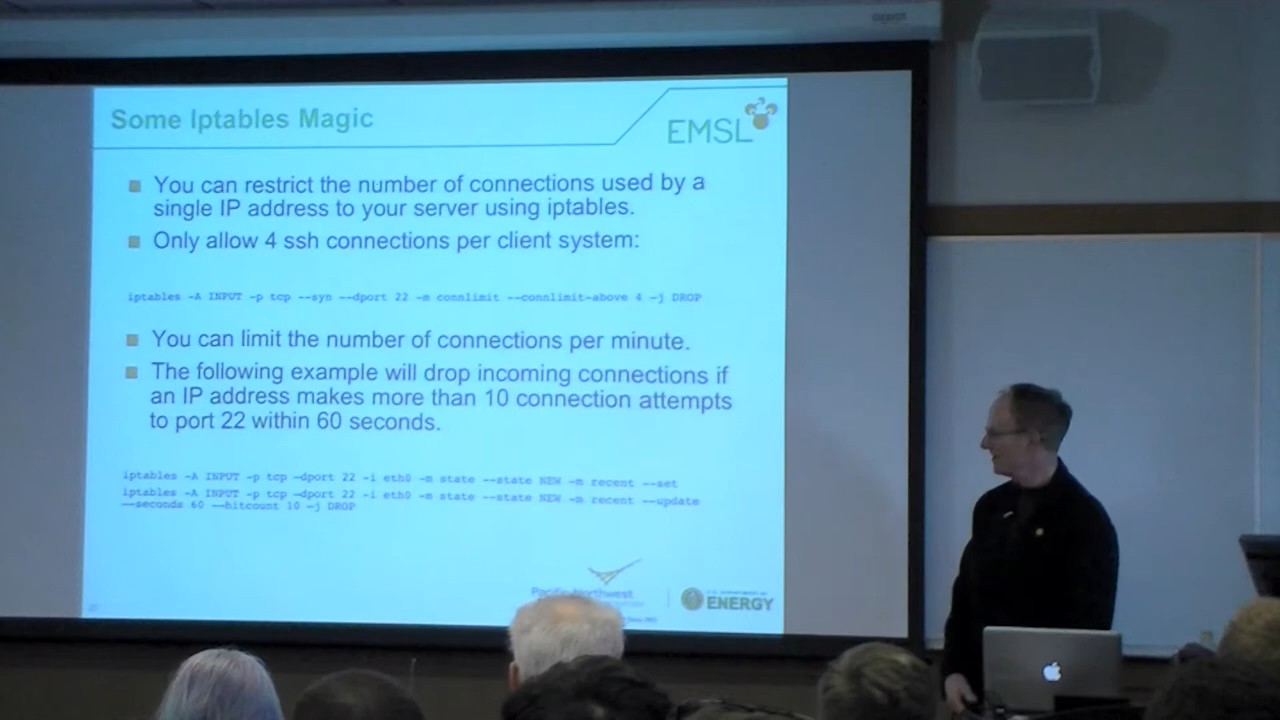 Some Iptables Magic
EMSL
You can restrict the number of connections used by a
single IP address to your server using iptables.
Only allow 4 ssh connections per client system:
iptables -A INPUT -p tcp --syn --dport 22 -m connlimit --connlimit-above 4 -j DROP
You can limit the number of connections per minute.
The following example will drop incoming connections if
an IP address makes more than 10 connection attempts
to port 22 within 60 seconds.
iptables -A INPUT -p tcp –dport 22 -i eth0 -m state --state NEW -m recent --set
iptables -A INPUT -p tcp –dport 22 -i eth0 -m state --state NEW -m recent --update
--seconds 60 --hitcount 10 -j DROP
Pacific Northwest
ENERGY